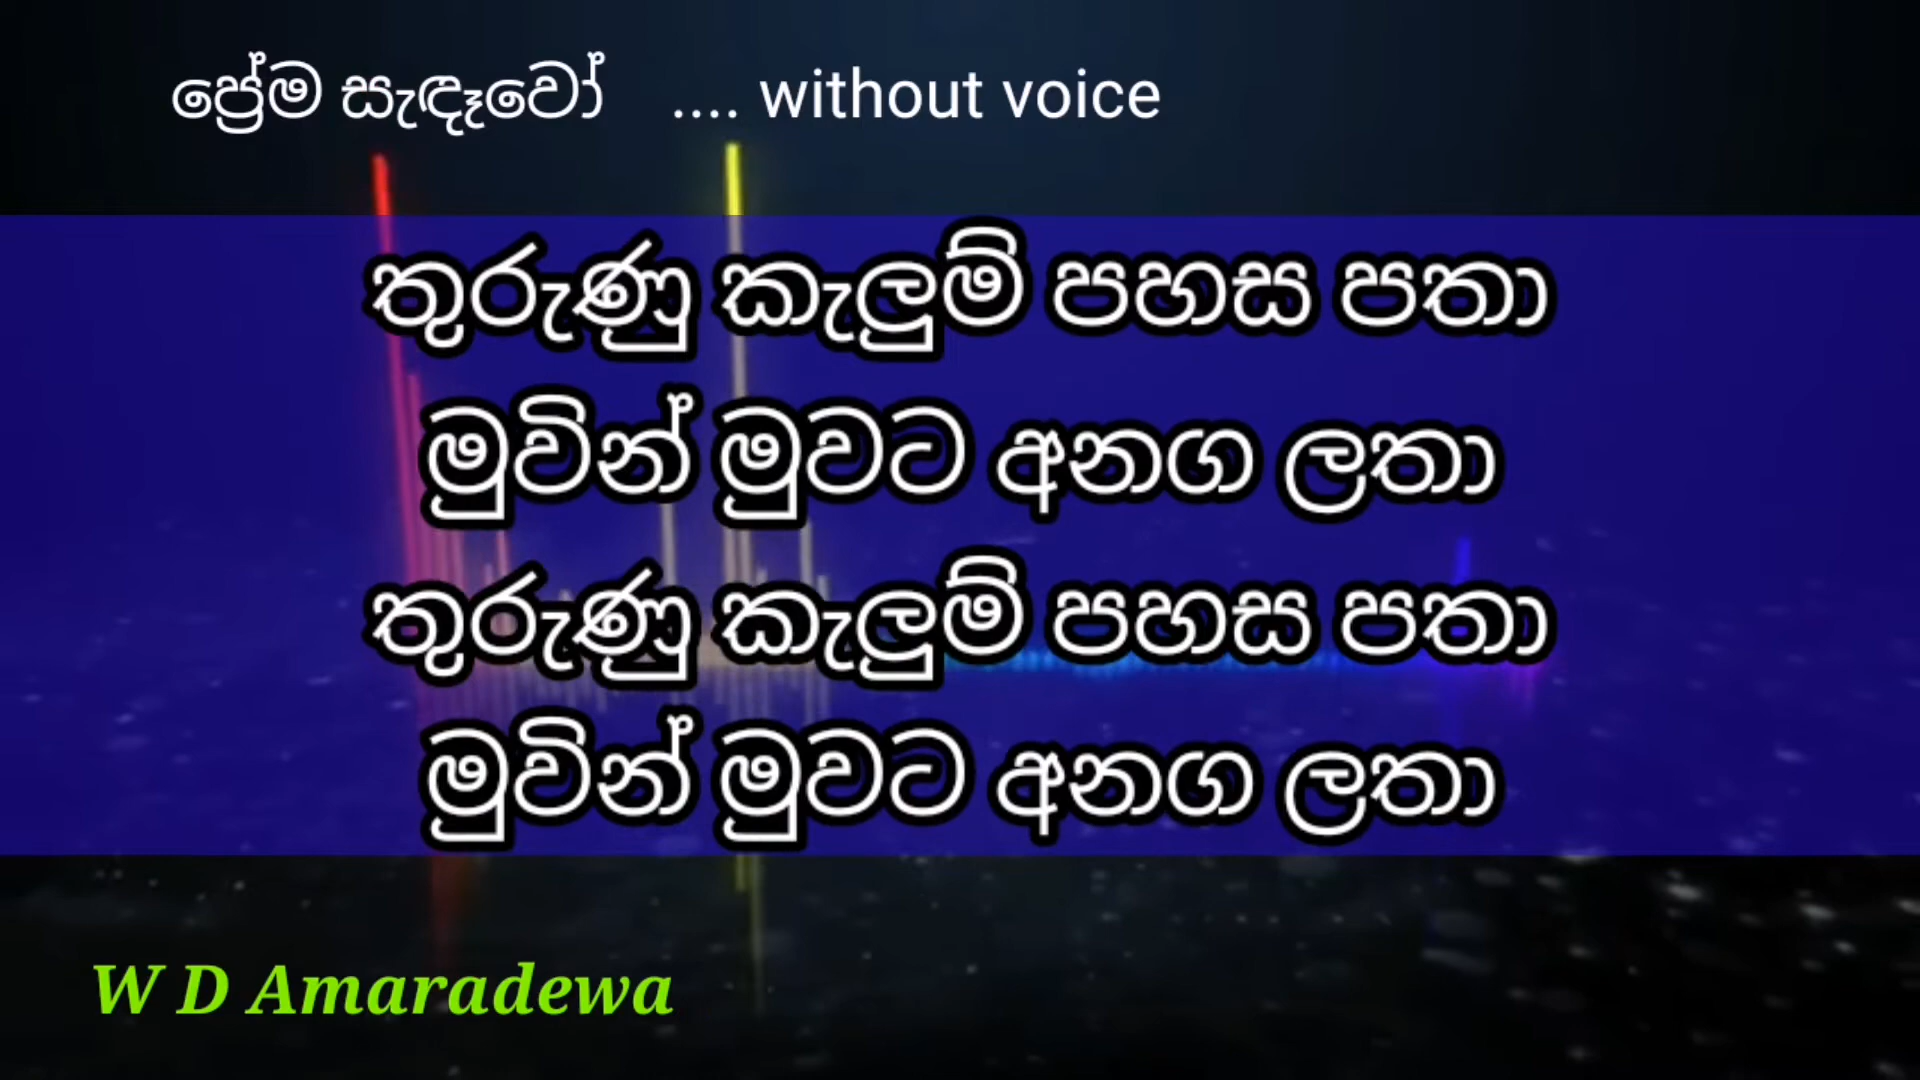 ප්‍රේම සැඳෑවෝ .... without voice
තුරුණු කැලුම් පහස පතා
මුවින් මුවට අනග ලතා
තුරුණු කැලුම් පහස පතා
මුවින් මුවට අනග ලතා
W D Amaradewa